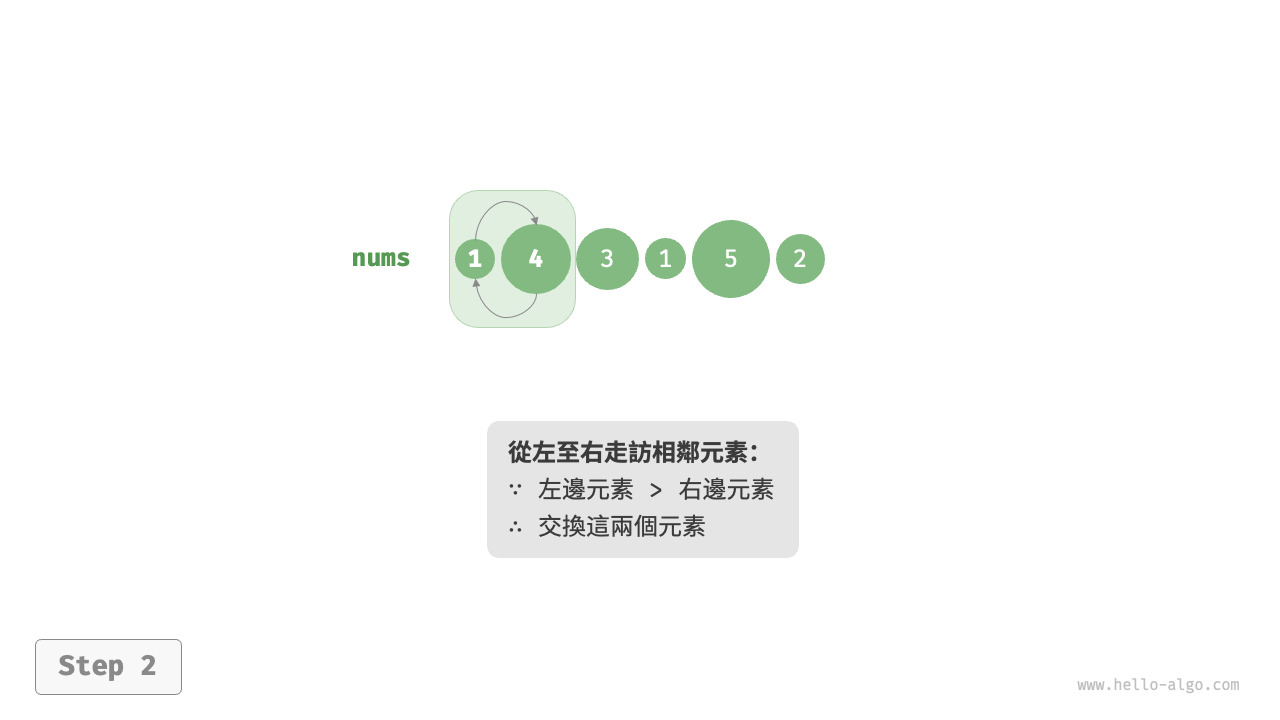 nums 1 4 3 1 5 2
從左至右走訪相鄰元素：
∵ 左邊元素 > 右邊元素
∴ 交換這兩個元素
Step 2
www.hello-algo.com